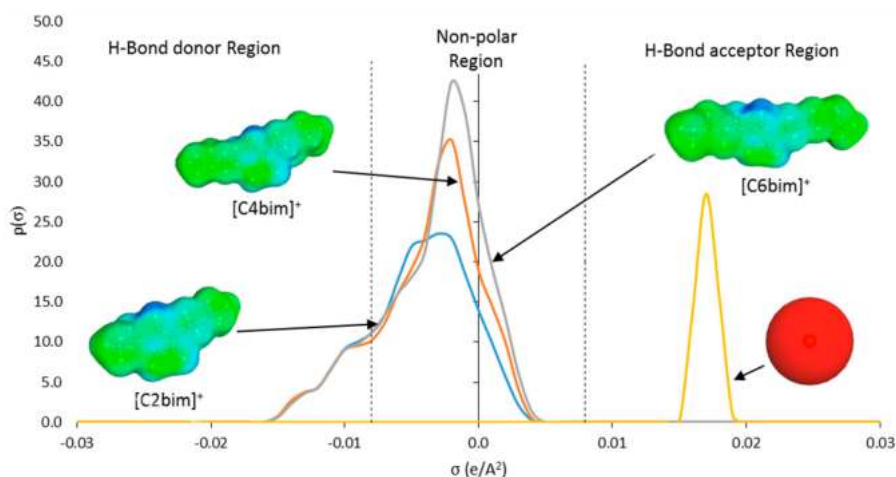 50.0
H-Bond donor Region
Non-polar
Region
H-Bond acceptor Region
45.0
40.0
35.0
30.0
25.0
20.0
15.0
10.0
5.0
0.0
p(σ)
[C4bim]⁺
[C6bim]⁺
[C2bim]⁺
-0.03
-0.02
-0.01
0.0
0.01
0.02
0.03
σ (e/A²)